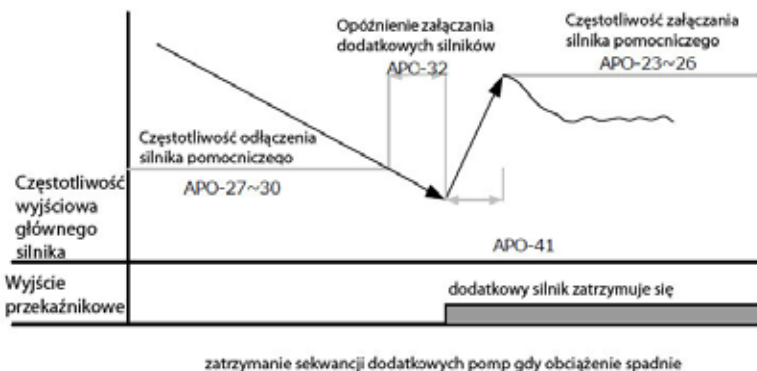 Opóźnienie załączania
dodatkowych silników
APO-32
Częstotliwość załączania
silnika pomocniczego
APO-23~26
Częstotliwość odłączenia
silnika pomocniczego
APO-27~30
Częstotliwość
wyjściowa
głównego
silnika
APO-41
Wyjście
przekaźnikowe
dodatkowy silnik zatrzymuje się
zatrzymanie sekwancji dodatkowych pomp gdy obciążenie spadnie